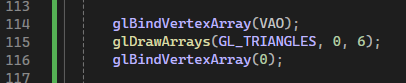 113
114 glBindVertexArray(VAO);
115 glDrawArrays(GL_TRIANGLES, 0, 6);
116 glBindVertexArray(0);
117